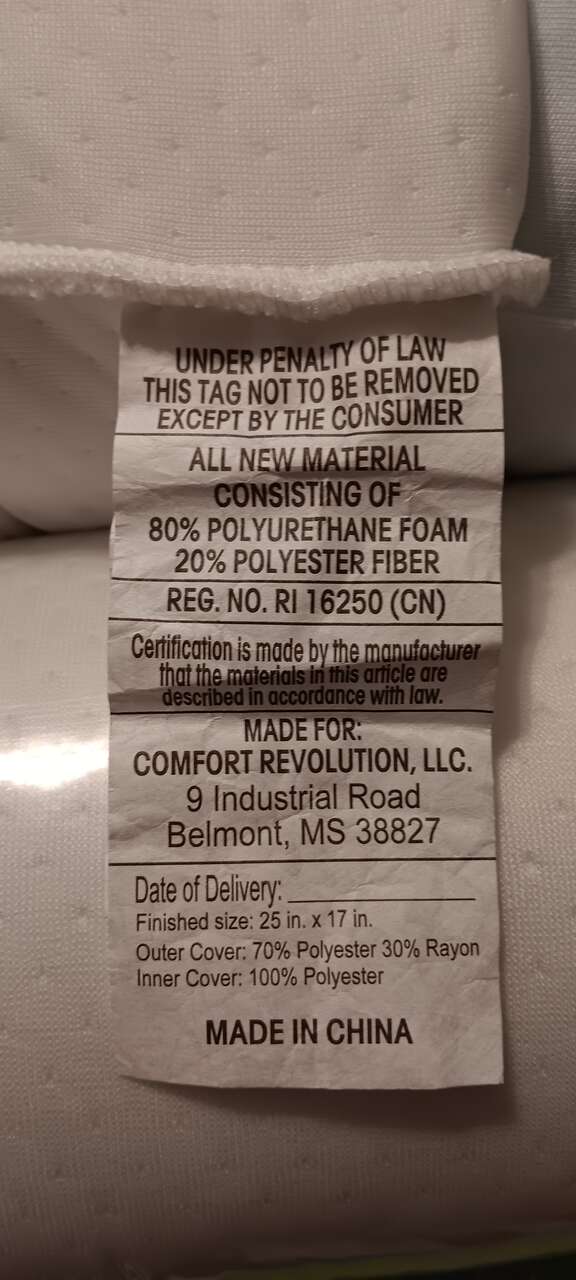 UNDER PENALTY OF LAW
THIS TAG NOT TO BE REMOVED
EXCEPT BY THE CONSUMER
ALL NEW MATERIAL
CONSISTING OF
80% POLYURETHANE FOAM
20% POLYESTER FIBER
REG. NO. RI 16250 (CN)
Certification is made by the manufacturer
that the materials in this article are
described in accordance with law.
MADE FOR:
COMFORT REVOLUTION, LLC.
9 Industrial Road
Belmont, MS 38827
Date of Delivery:
Finished size: 25 in. x 17 in.
Outer Cover: 70% Polyester 30% Rayon
Inner Cover: 100% Polyester
MADE IN CHINA